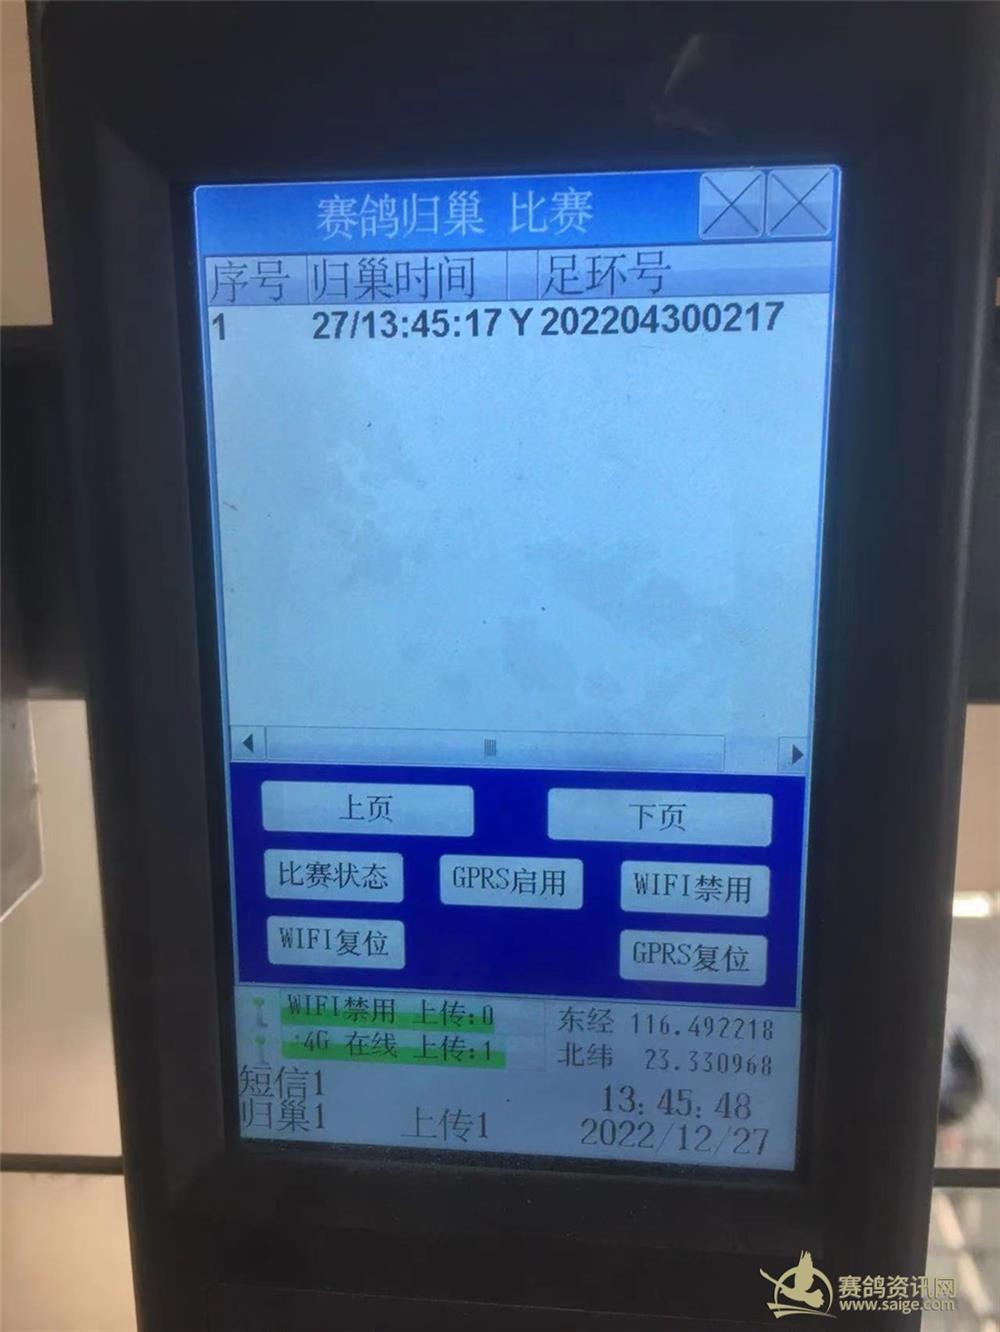 赛鸽归巢 比赛
序号 归巢时间 足环号
1 27/13:45:17 Y 202204300217
上页 下页
比赛状态 GPRS启用 WIFI禁用
WIFI复位 GPRS复位
WIFI禁用 上传:0 东经 116.492218
4G 在线 上传:1 北纬 23.330968
短信1
归巢1 上传1 13:45:48
2022/12/27
赛鸽资讯网
www.saige.com